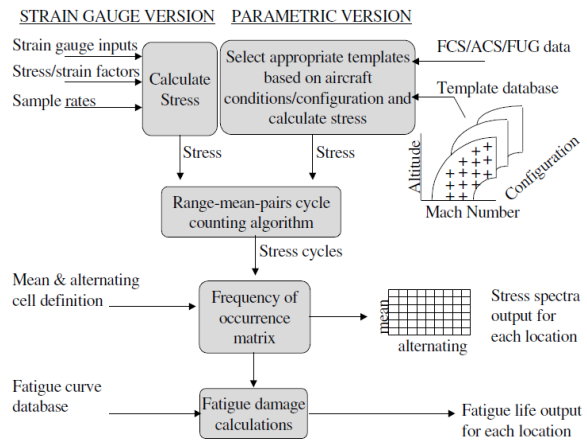 STRAIN GAUGE VERSION
PARAMETRIC VERSION
Strain gauge inputs
Stress/strain factors
Sample rates
Calculate
Stress
Select appropriate templates
based on aircraft
conditions/configuration and
calculate stress
FCS/ACS/FUG data
Template database
Altitude
Configuration
Mach Number
Stress
Stress
Range-mean-pairs cycle
counting algorithm
Stress cycles
Mean & alternating
cell definition
Frequency of
occurrence
matrix
mean
alternating
Stress spectra
output for
each location
Fatigue curve
database
Fatigue damage
calculations
Fatigue life output
for each location